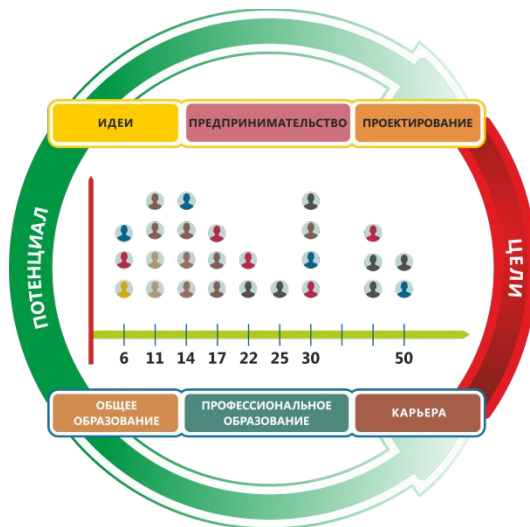 ИДЕИ
ПРЕДПРИНИМАТЕЛЬСТВО
ПРОЕКТИРОВАНИЕ
ПОТЕНЦИАЛ
ЦЕЛИ
6 11 14 17 22 25 30 50
ОБЩЕЕ
ОБРАЗОВАНИЕ
ПРОФЕССИОНАЛЬНОЕ
ОБРАЗОВАНИЕ
КАРЬЕРА